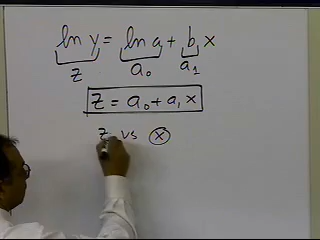 ln y = ln a + b x
z a₀ a₁
z = a₀ + a₁ x
z vs x